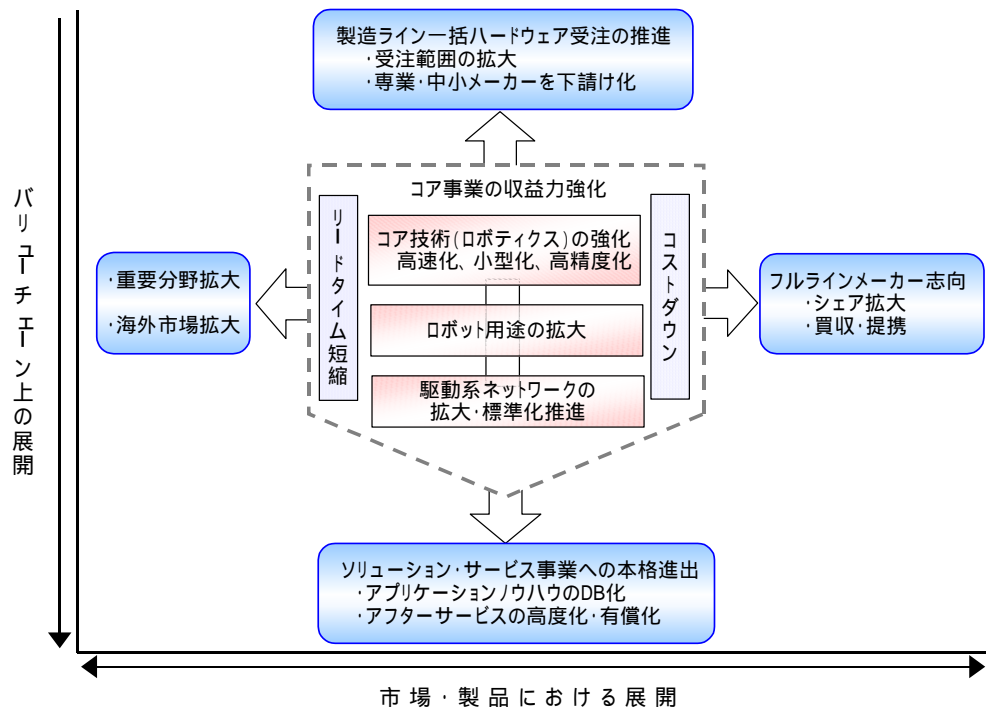 製造ライン一括ハードウェア受注の推進
・受注範囲の拡大
・専業・中小メーカーを下請け化
コア事業の収益力強化
リードタイム短縮
コア技術(ロボティクス)の強化
高速化、小型化、高精度化
ロボット用途の拡大
駆動系ネットワークの
拡大・標準化推進
コストダウン
・重要分野拡大
・海外市場拡大
フルラインメーカー志向
・シェア拡大
・買収・提携
ソリューション・サービス事業への本格進出
・アプリケーションノウハウのDB化
・アフターサービスの高度化・有償化
バリューチェーン上の展開
市場・製品における展開